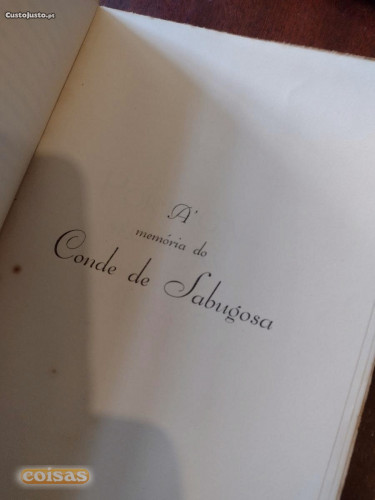 CustoJusto.pt
A'
memória do
Conde de Sabugosa
coisas